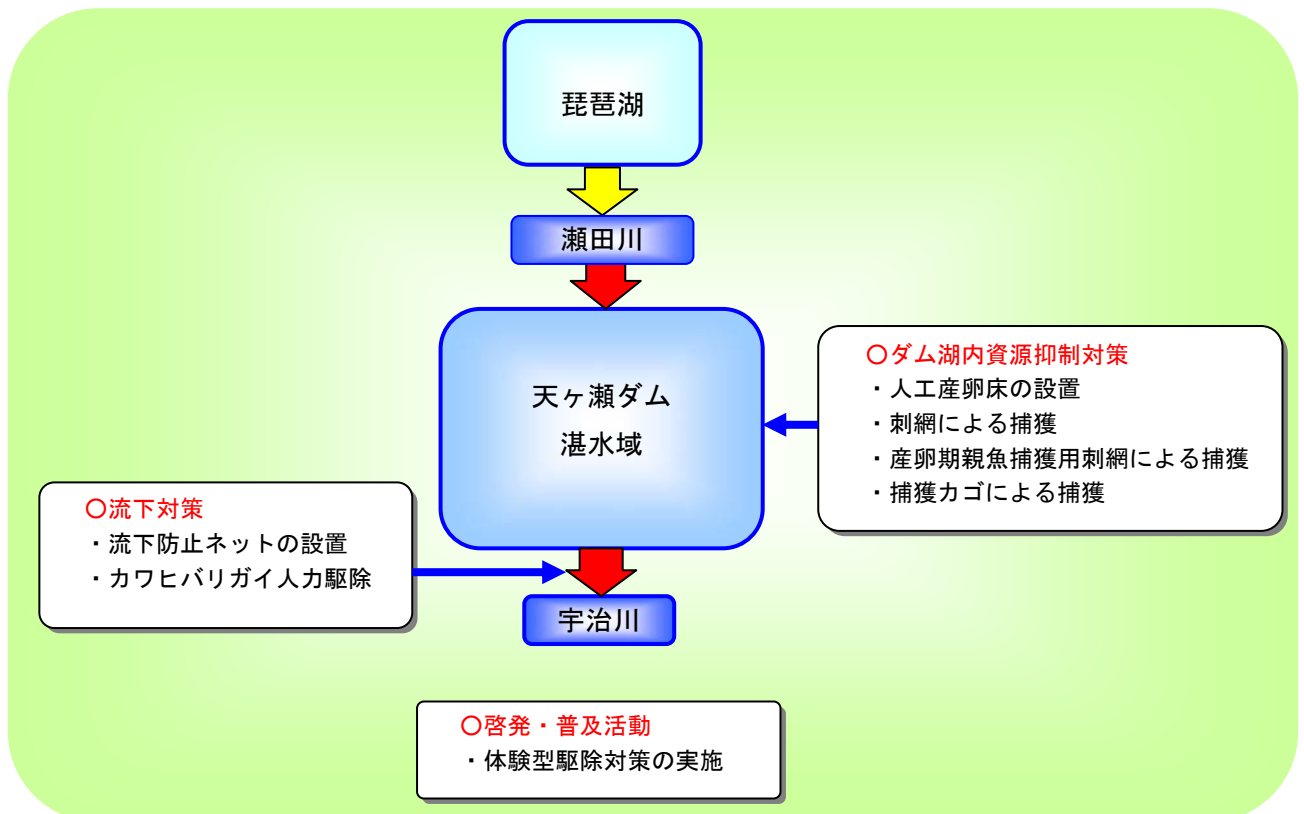 琵琶湖
瀬田川
天ヶ瀬ダム
湛水域
〇ダム湖内資源抑制対策
・人工産卵床の設置
・刺網による捕獲
・産卵期親魚捕獲用刺網による捕獲
・捕獲カゴによる捕獲
〇流下対策
・流下防止ネットの設置
・カワヒバリガイ人力駆除
宇治川
〇啓発・普及活動
・体験型駆除対策の実施